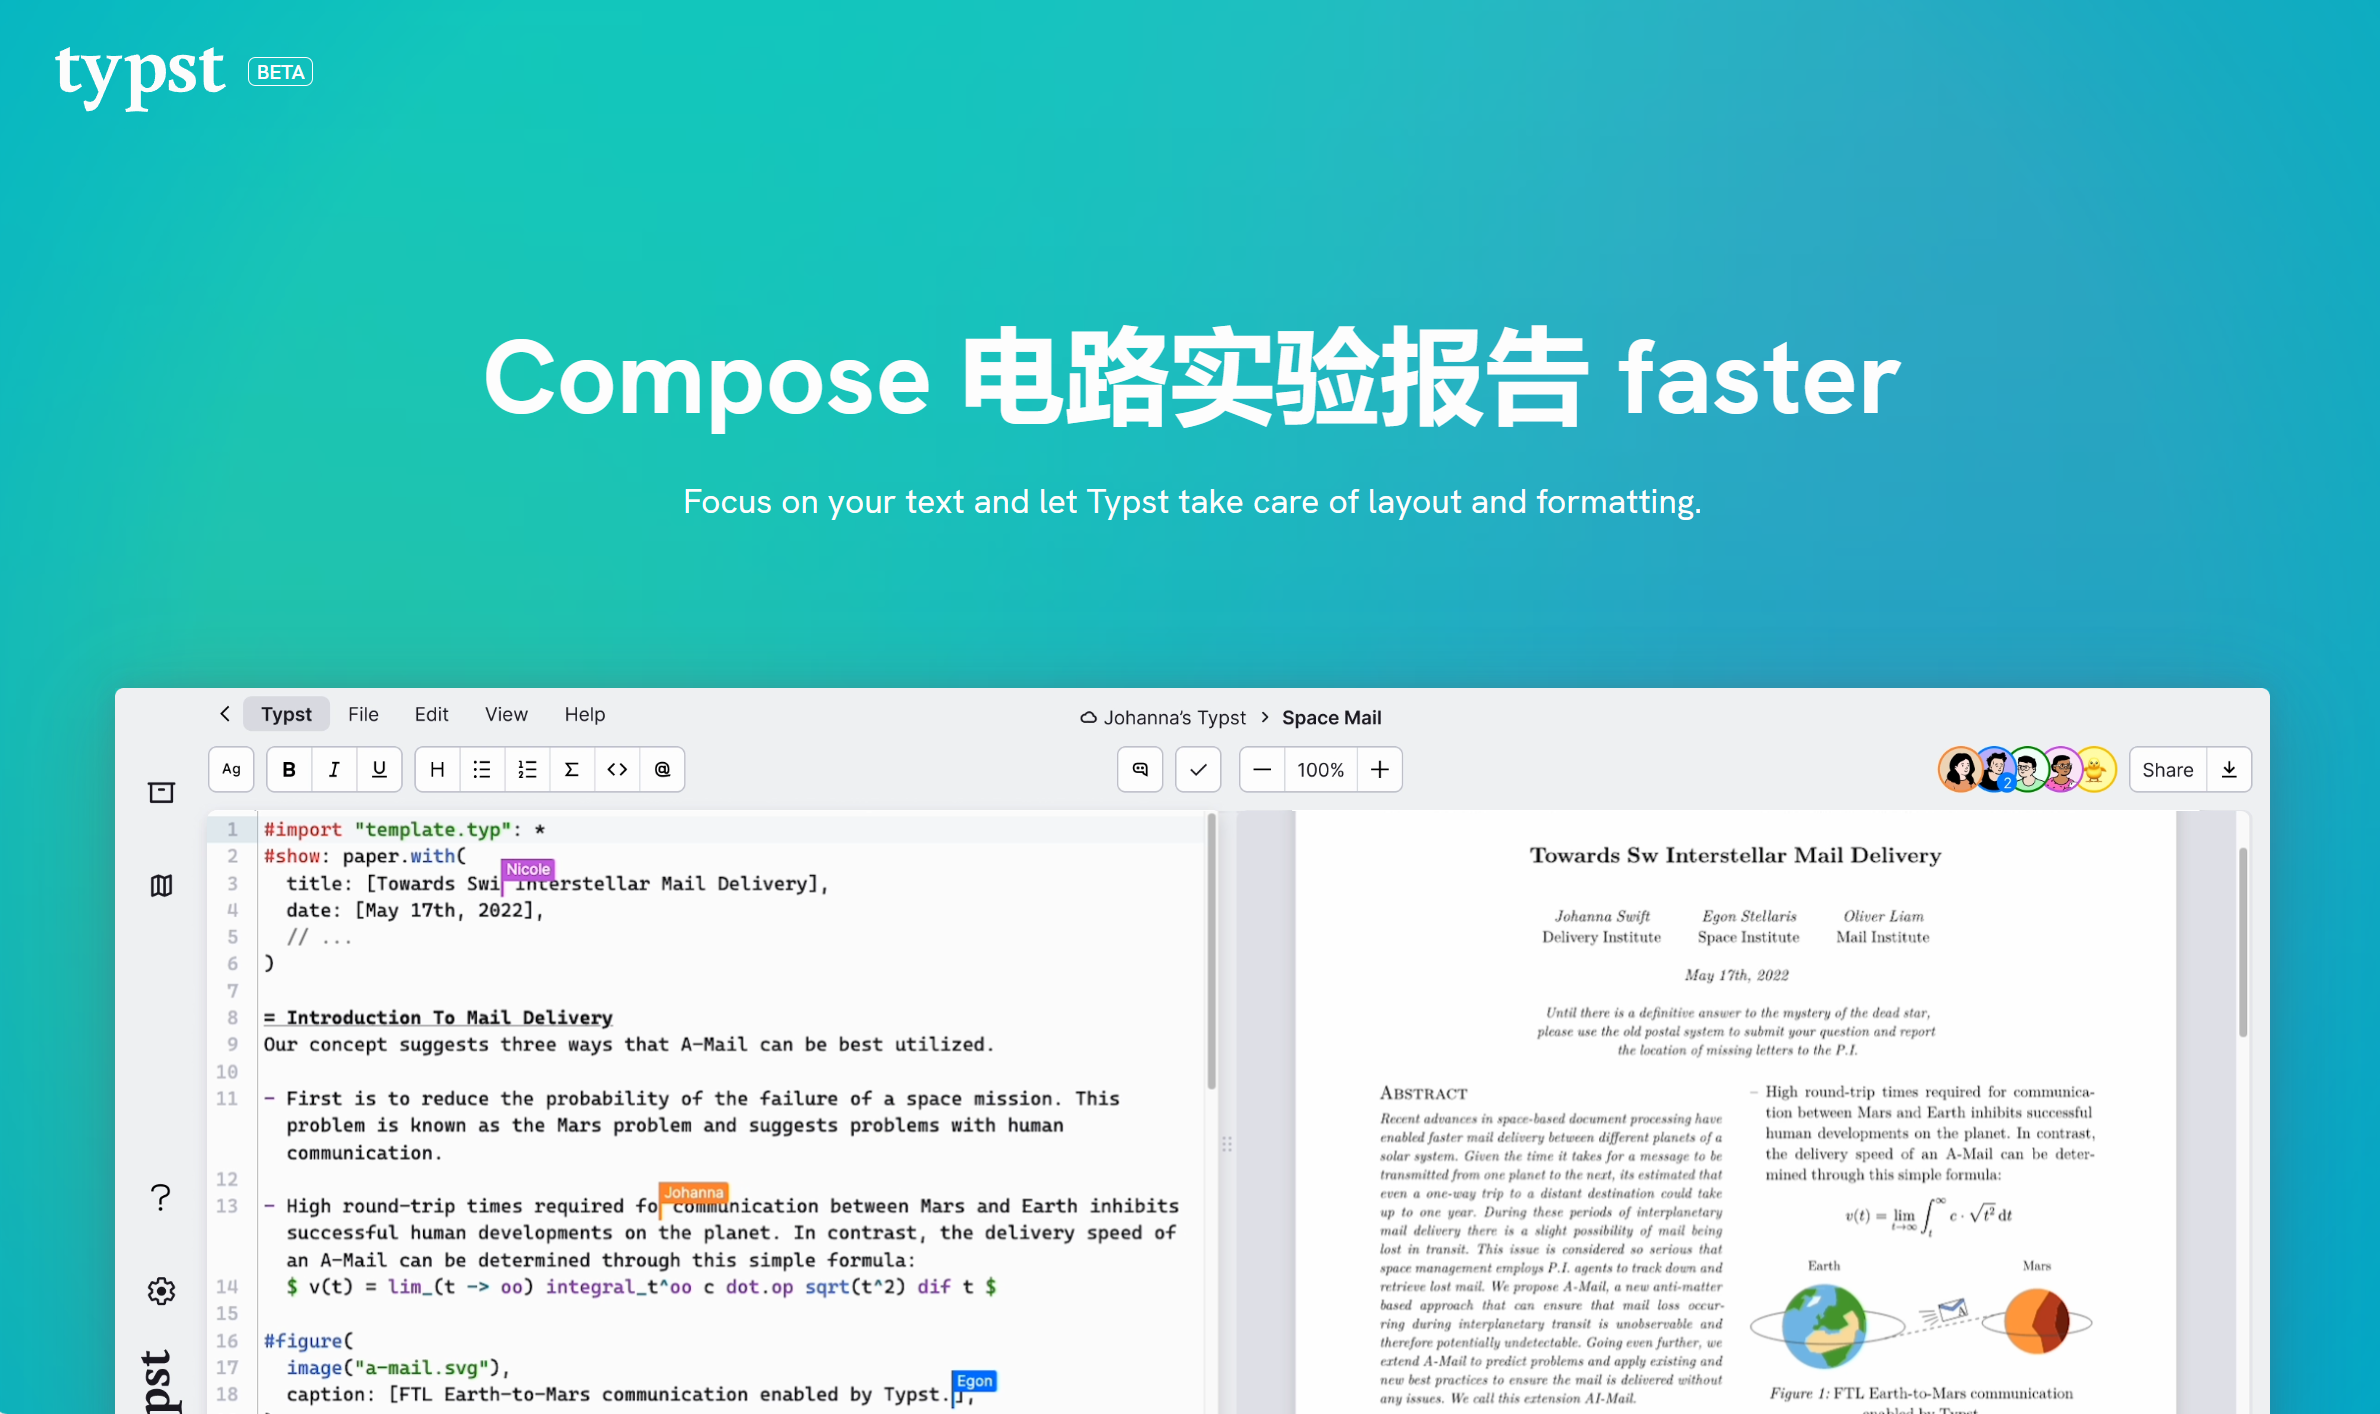 typst BETA
Compose 电路实验报告 faster
Focus on your text and let Typst take care of layout and formatting.
Typst File Edit View Help
Johanna's Typst > Space Mail
Ag B I U H Σ <> @ 100% 2 Share
1 #import "template.typ": *
2 #show: paper.with(
Nicole
3 title: [Towards Swi Interstellar Mail Delivery],
4 date: [May 17th, 2022],
5 // ...
6 )
7
8 = Introduction To Mail Delivery
9 Our concept suggests three ways that A-Mail can be best utilized.
10
11 - First is to reduce the probability of the failure of a space mission. This
problem is known as the Mars problem and suggests problems with human
communication.
12
Johanna
13 - High round-trip times required fo communication between Mars and Earth inhibits
successful human developments on the planet. In contrast, the delivery speed of
an A-Mail can be determined through this simple formula:
14 $ v(t) = lim_(t -> oo) integral_t^oo c dot.op sqrt(t^2) dif t $
15
16 #figure(
17 image("a-mail.svg"),
Egon
18 caption: [FTL Earth-to-Mars communication enabled by Typst.],
?
Towards Sw Interstellar Mail Delivery
Johanna Swift Egon Stellaris Oliver Liam
Delivery Institute Space Institute Mail Institute
May 17th, 2022
Until there is a definitive answer to the mystery of the dead star,
please use the old postal system to submit your question and report
the location of missing letters to the P.I.
ABSTRACT
Recent advances in space-based document processing have
enabled faster mail delivery between different planets of a
solar system. Given the time it takes for a message to be
transmitted from one planet to the next, its estimated that
even a one-way trip to a distant destination could take
up to one year. During these periods of interplanetary
mail delivery there is a slight possibility of mail being
lost in transit. This issue is considered so serious that
space management employs P.I. agents to track down and
retrieve lost mail. We propose A-Mail, a new anti-matter
based approach that can ensure that mail loss occur-
ring during interplanetary transit is unobservable and
therefore potentially undetectable. Going even further, we
extend A-Mail to predict problems and apply existing and
new best practices to ensure the mail is delivered without
any issues. We call this extension AI-Mail.
– High round-trip times required for communica-
tion between Mars and Earth inhibits successful
human developments on the planet. In contrast,
the delivery speed of an A-Mail can be deter-
mined through this simple formula:
v(t) = lim t→∞ ∫_t^∞ c · √t² dt
Earth Mars
A
Figure 1: FTL Earth-to-Mars communication
enabled by Typst